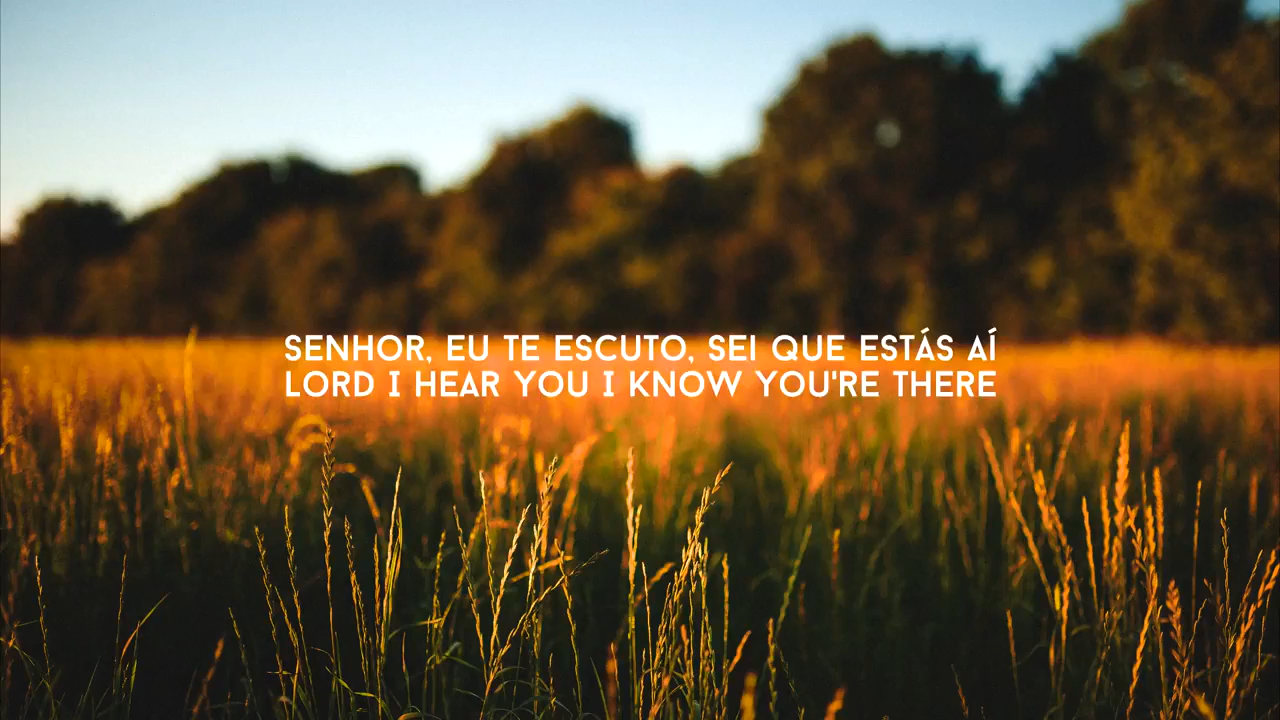 SENHOR, EU TE ESCUTO, SEI QUE ESTÁS AÍ
LORD I HEAR YOU I KNOW YOU'RE THERE